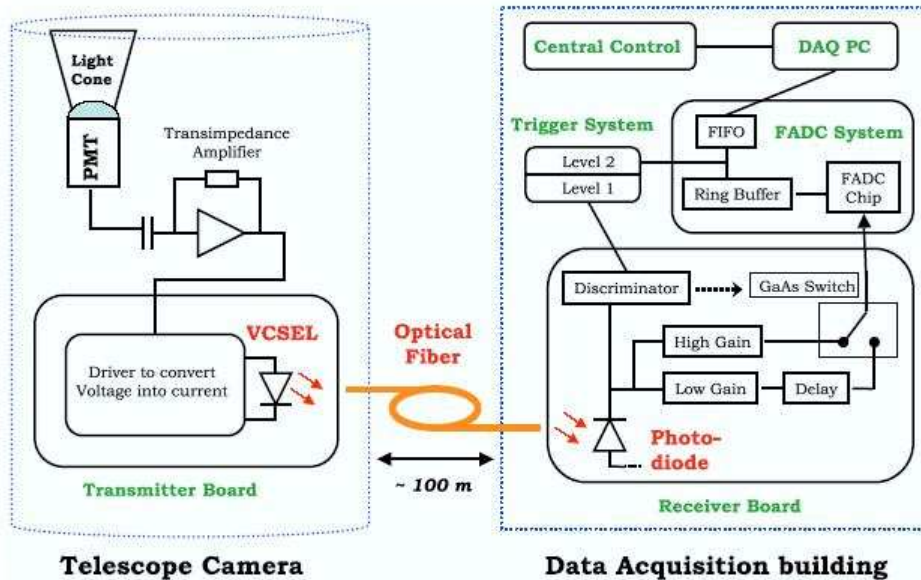 Light
Cone
PMT
Transimpedance
Amplifier
VCSEL
Driver to convert
Voltage into current
Transmitter Board
Telescope Camera
Optical
Fiber
~ 100 m
Central Control
DAQ PC
Trigger System
Level 2
Level 1
FIFO
FADC System
Ring Buffer
FADC
Chip
Discriminator
GaAs Switch
High Gain
Low Gain
Delay
Photo-
diode
Receiver Board
Data Acquisition building